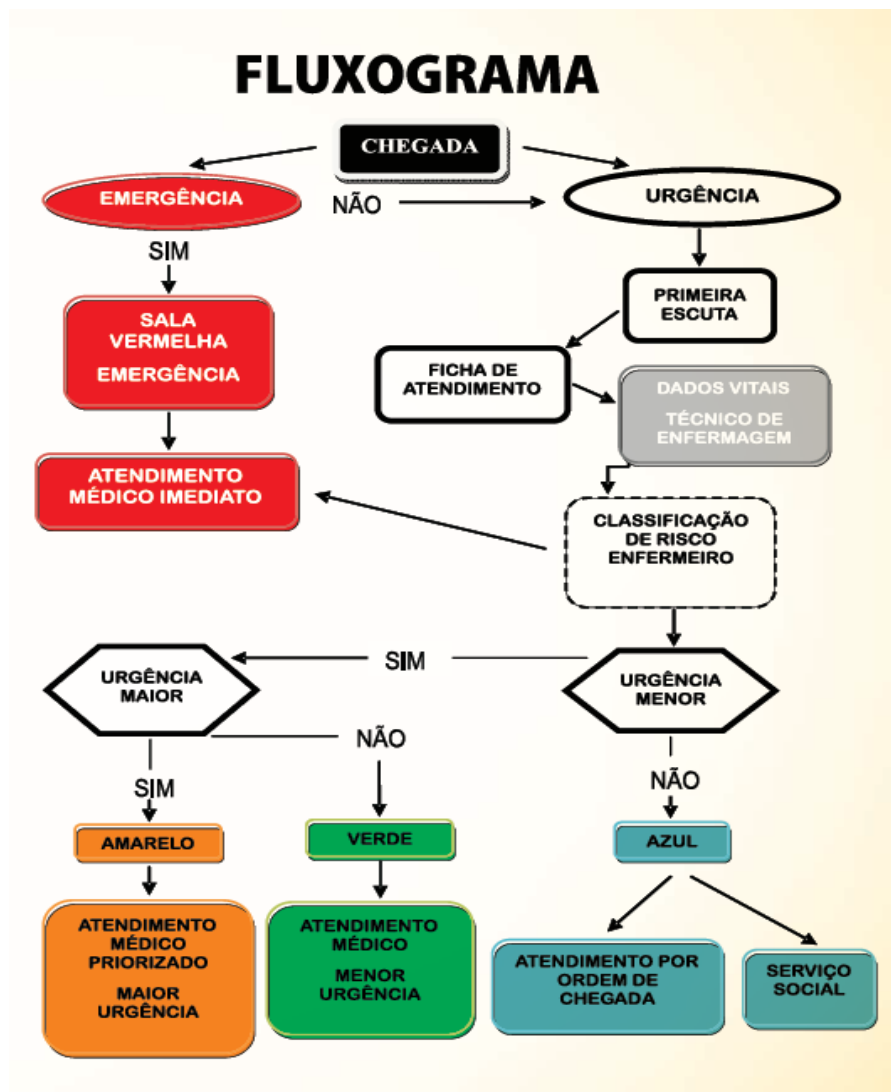 FLUXOGRAMA
CHEGADA
EMERGÊNCIA
NÃO
URGÊNCIA
SIM
PRIMEIRA
ESCUTA
SALA
VERMELHA
EMERGÊNCIA
FICHA DE
ATENDIMENTO
DADOS VITAIS
TÉCNICO DE
ENFERMAGEM
ATENDIMENTO
MÉDICO IMEDIATO
CLASSIFICAÇÃO
DE RISCO
ENFERMEIRO
URGÊNCIA
MAIOR
SIM
URGÊNCIA
MENOR
SIM
NÃO
NÃO
AMARELO
VERDE
AZUL
ATENDIMENTO
MÉDICO
PRIORIZADO
MAIOR
URGÊNCIA
ATENDIMENTO
MÉDICO
MENOR
URGÊNCIA
ATENDIMENTO POR
ORDEM DE
CHEGADA
SERVIÇO
SOCIAL